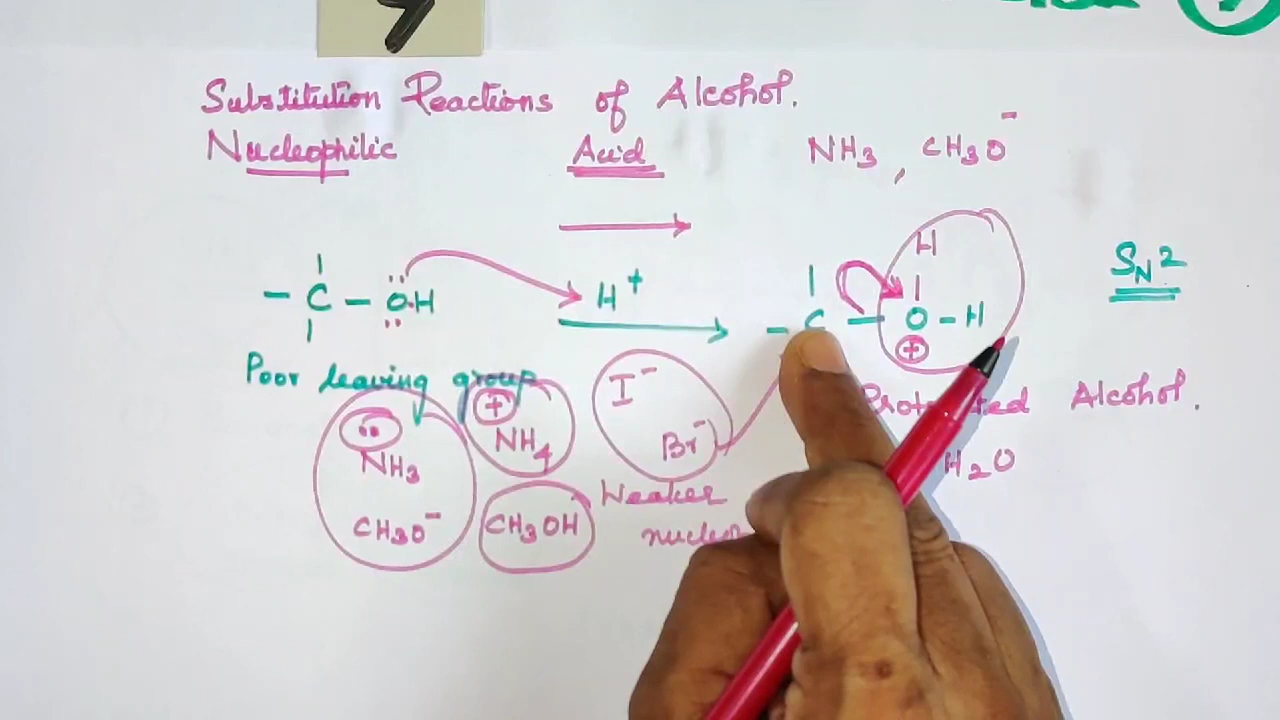 Substitution Reactions of Alcohol.
Nucleophilic Acid NH3, CH3O⁻
H
- C - OH H⁺ - C - O - H SN2
⊕
Poor leaving group
Alcohol.
⊕
I⁻
NH3 NH4 Br⁻ H2O
CH3O⁻ CH3OH Weaker